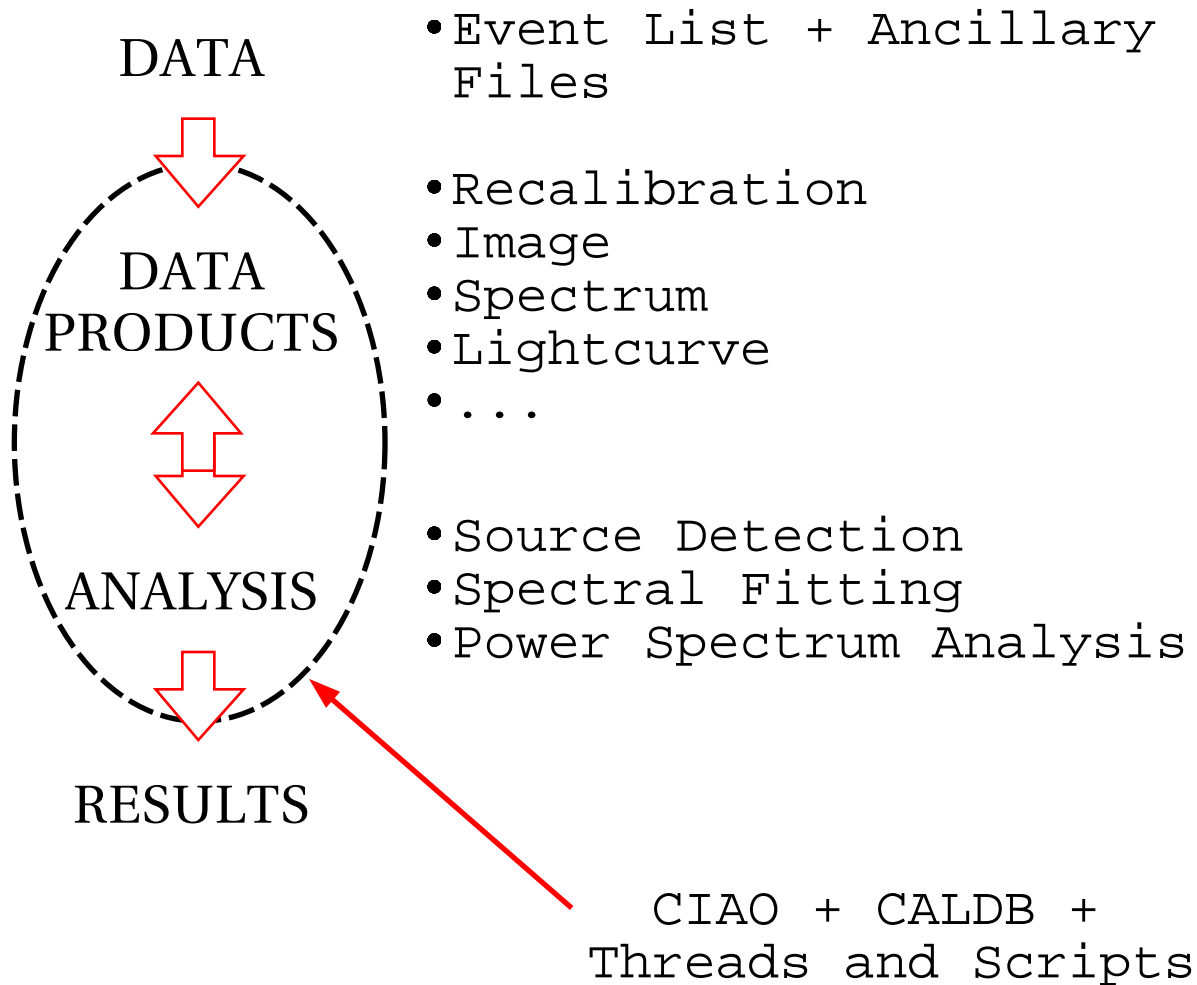 DATA
• Event List + Ancillary
Files
DATA
PRODUCTS
• Recalibration
• Image
• Spectrum
• Lightcurve
• ...
ANALYSIS
• Source Detection
• Spectral Fitting
• Power Spectrum Analysis
RESULTS
CIAO + CALDB +
Threads and Scripts